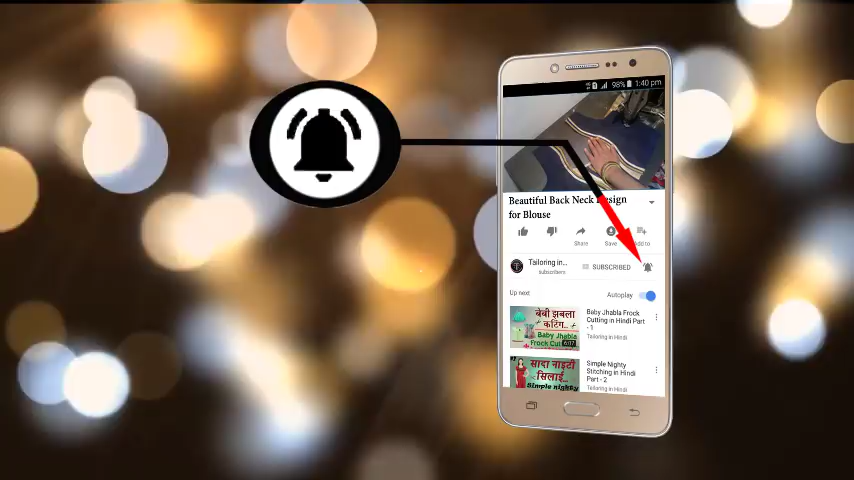 98% 1:40 pm
Beautiful Back Neck Design
for Blouse
Share
Save
Add to
Tailoring in...
subscribers
SUBSCRIBED
Up next
Autoplay
बेबी झबला
कटिंग..
Baby Jhabla
Frock Cut
6:07
Baby Jhabla Frock
Cutting in Hindi Part
- 1
Tailoring in Hindi
सादा नाइटी
सिलाई..
Simple nighty
Simple Nighty
Stitching in Hindi
Part - 2
Tailoring in Hindi